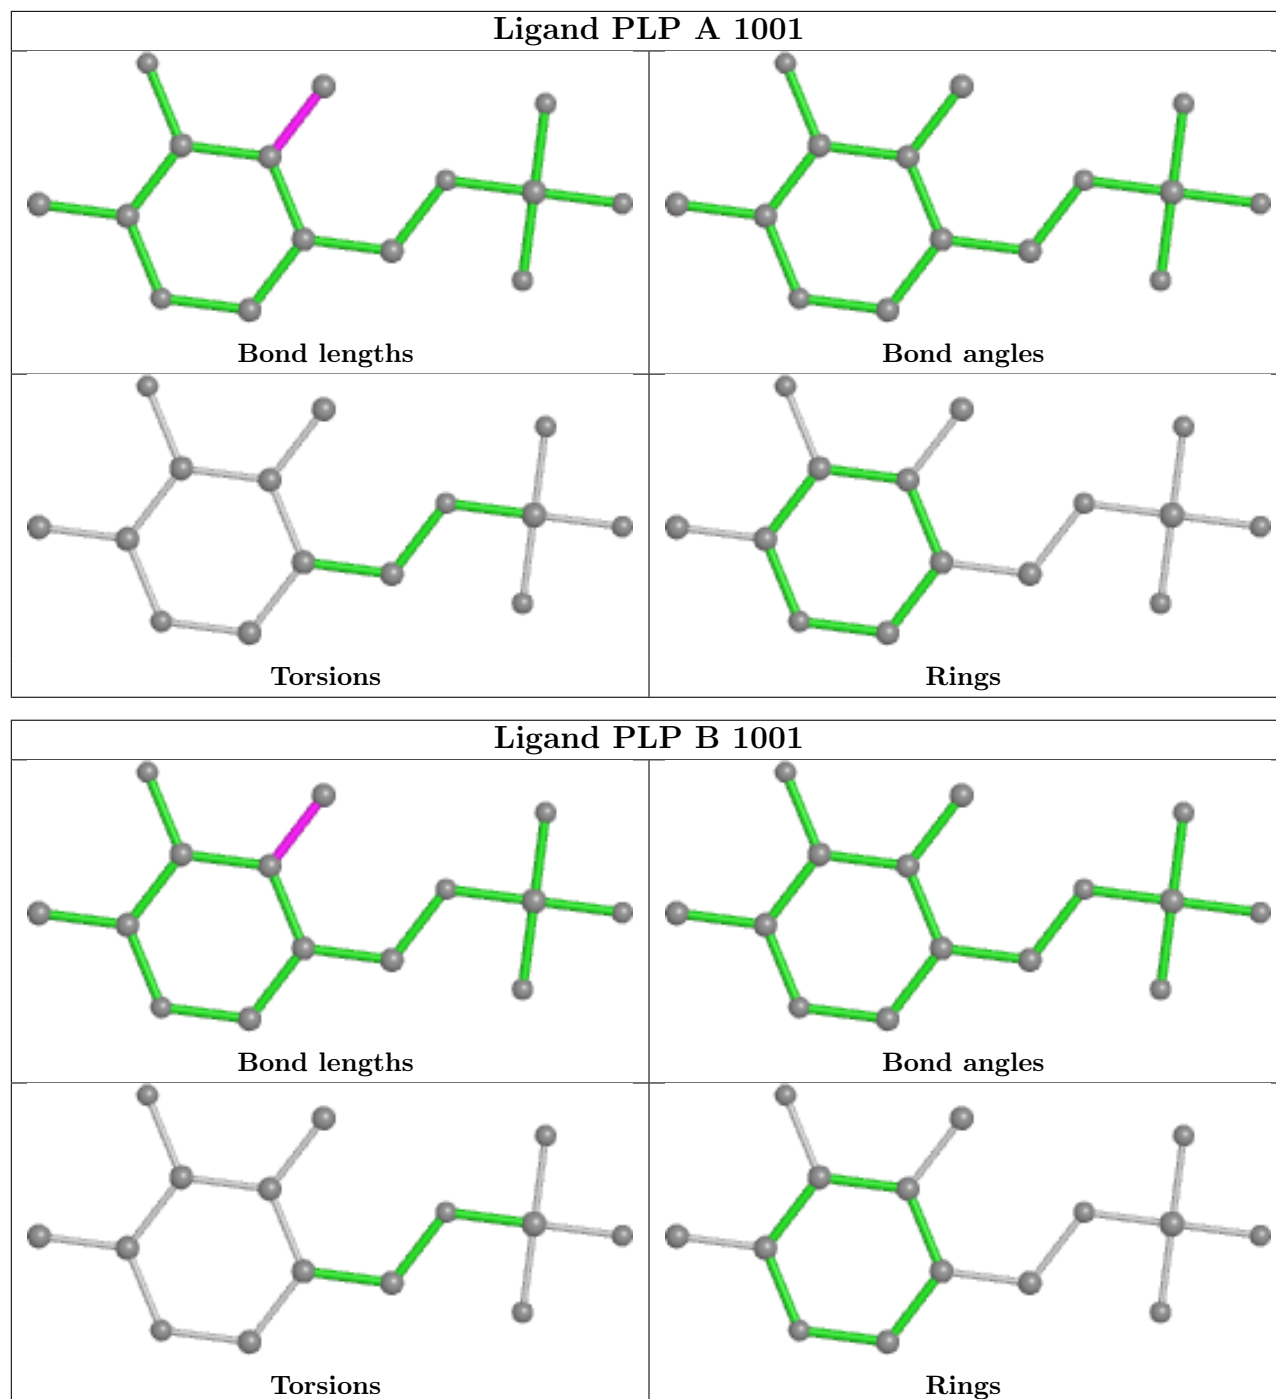 Ligand PLP A 1001
Bond lengths
Bond angles
Torsions
Rings
Ligand PLP B 1001
Bond lengths
Bond angles
Torsions
Rings